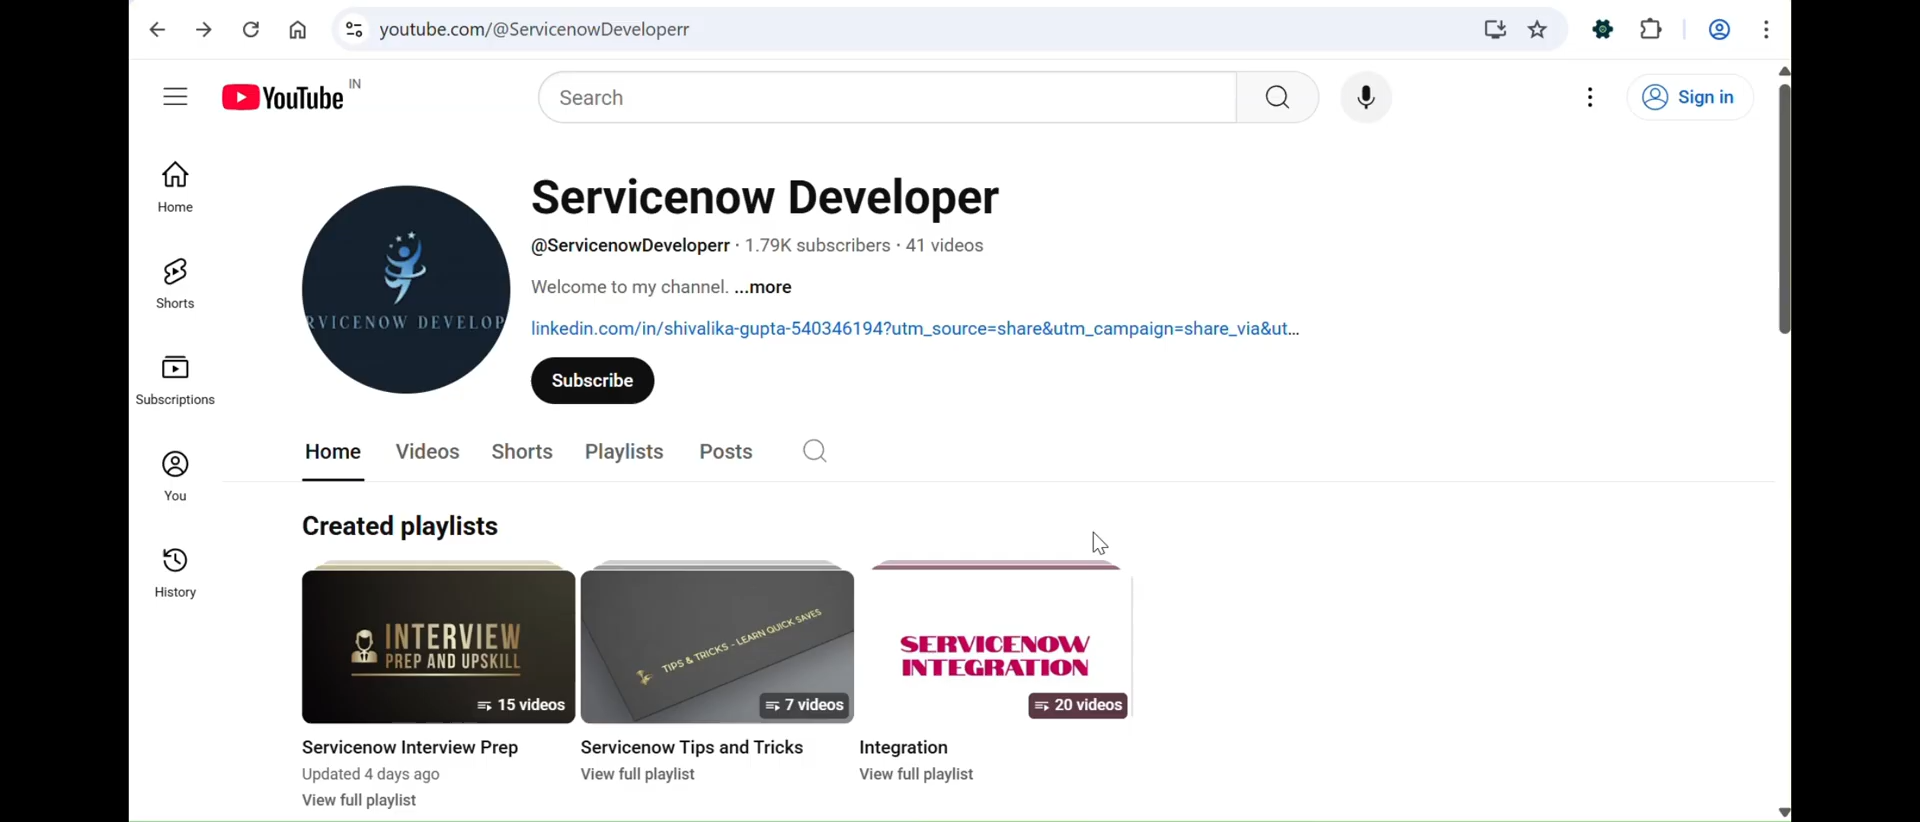 youtube.com/@ServicenowDeveloperr
YouTube IN
Search
Sign in
Home
Shorts
Subscriptions
You
History
RVICENOW DEVELOP
Servicenow Developer
@ServicenowDeveloperr · 1.79K subscribers · 41 videos
Welcome to my channel. ...more
linkedin.com/in/shivalika-gupta-540346194?utm_source=share&utm_campaign=share_via&ut...
Subscribe
Home Videos Shorts Playlists Posts
Created playlists
INTERVIEW
PREP AND UPSKILL
15 videos
TIPS & TRICKS - LEARN QUICK SAVES
7 videos
SERVICENOW
INTEGRATION
20 videos
Servicenow Interview Prep
Updated 4 days ago
View full playlist
Servicenow Tips and Tricks
View full playlist
Integration
View full playlist